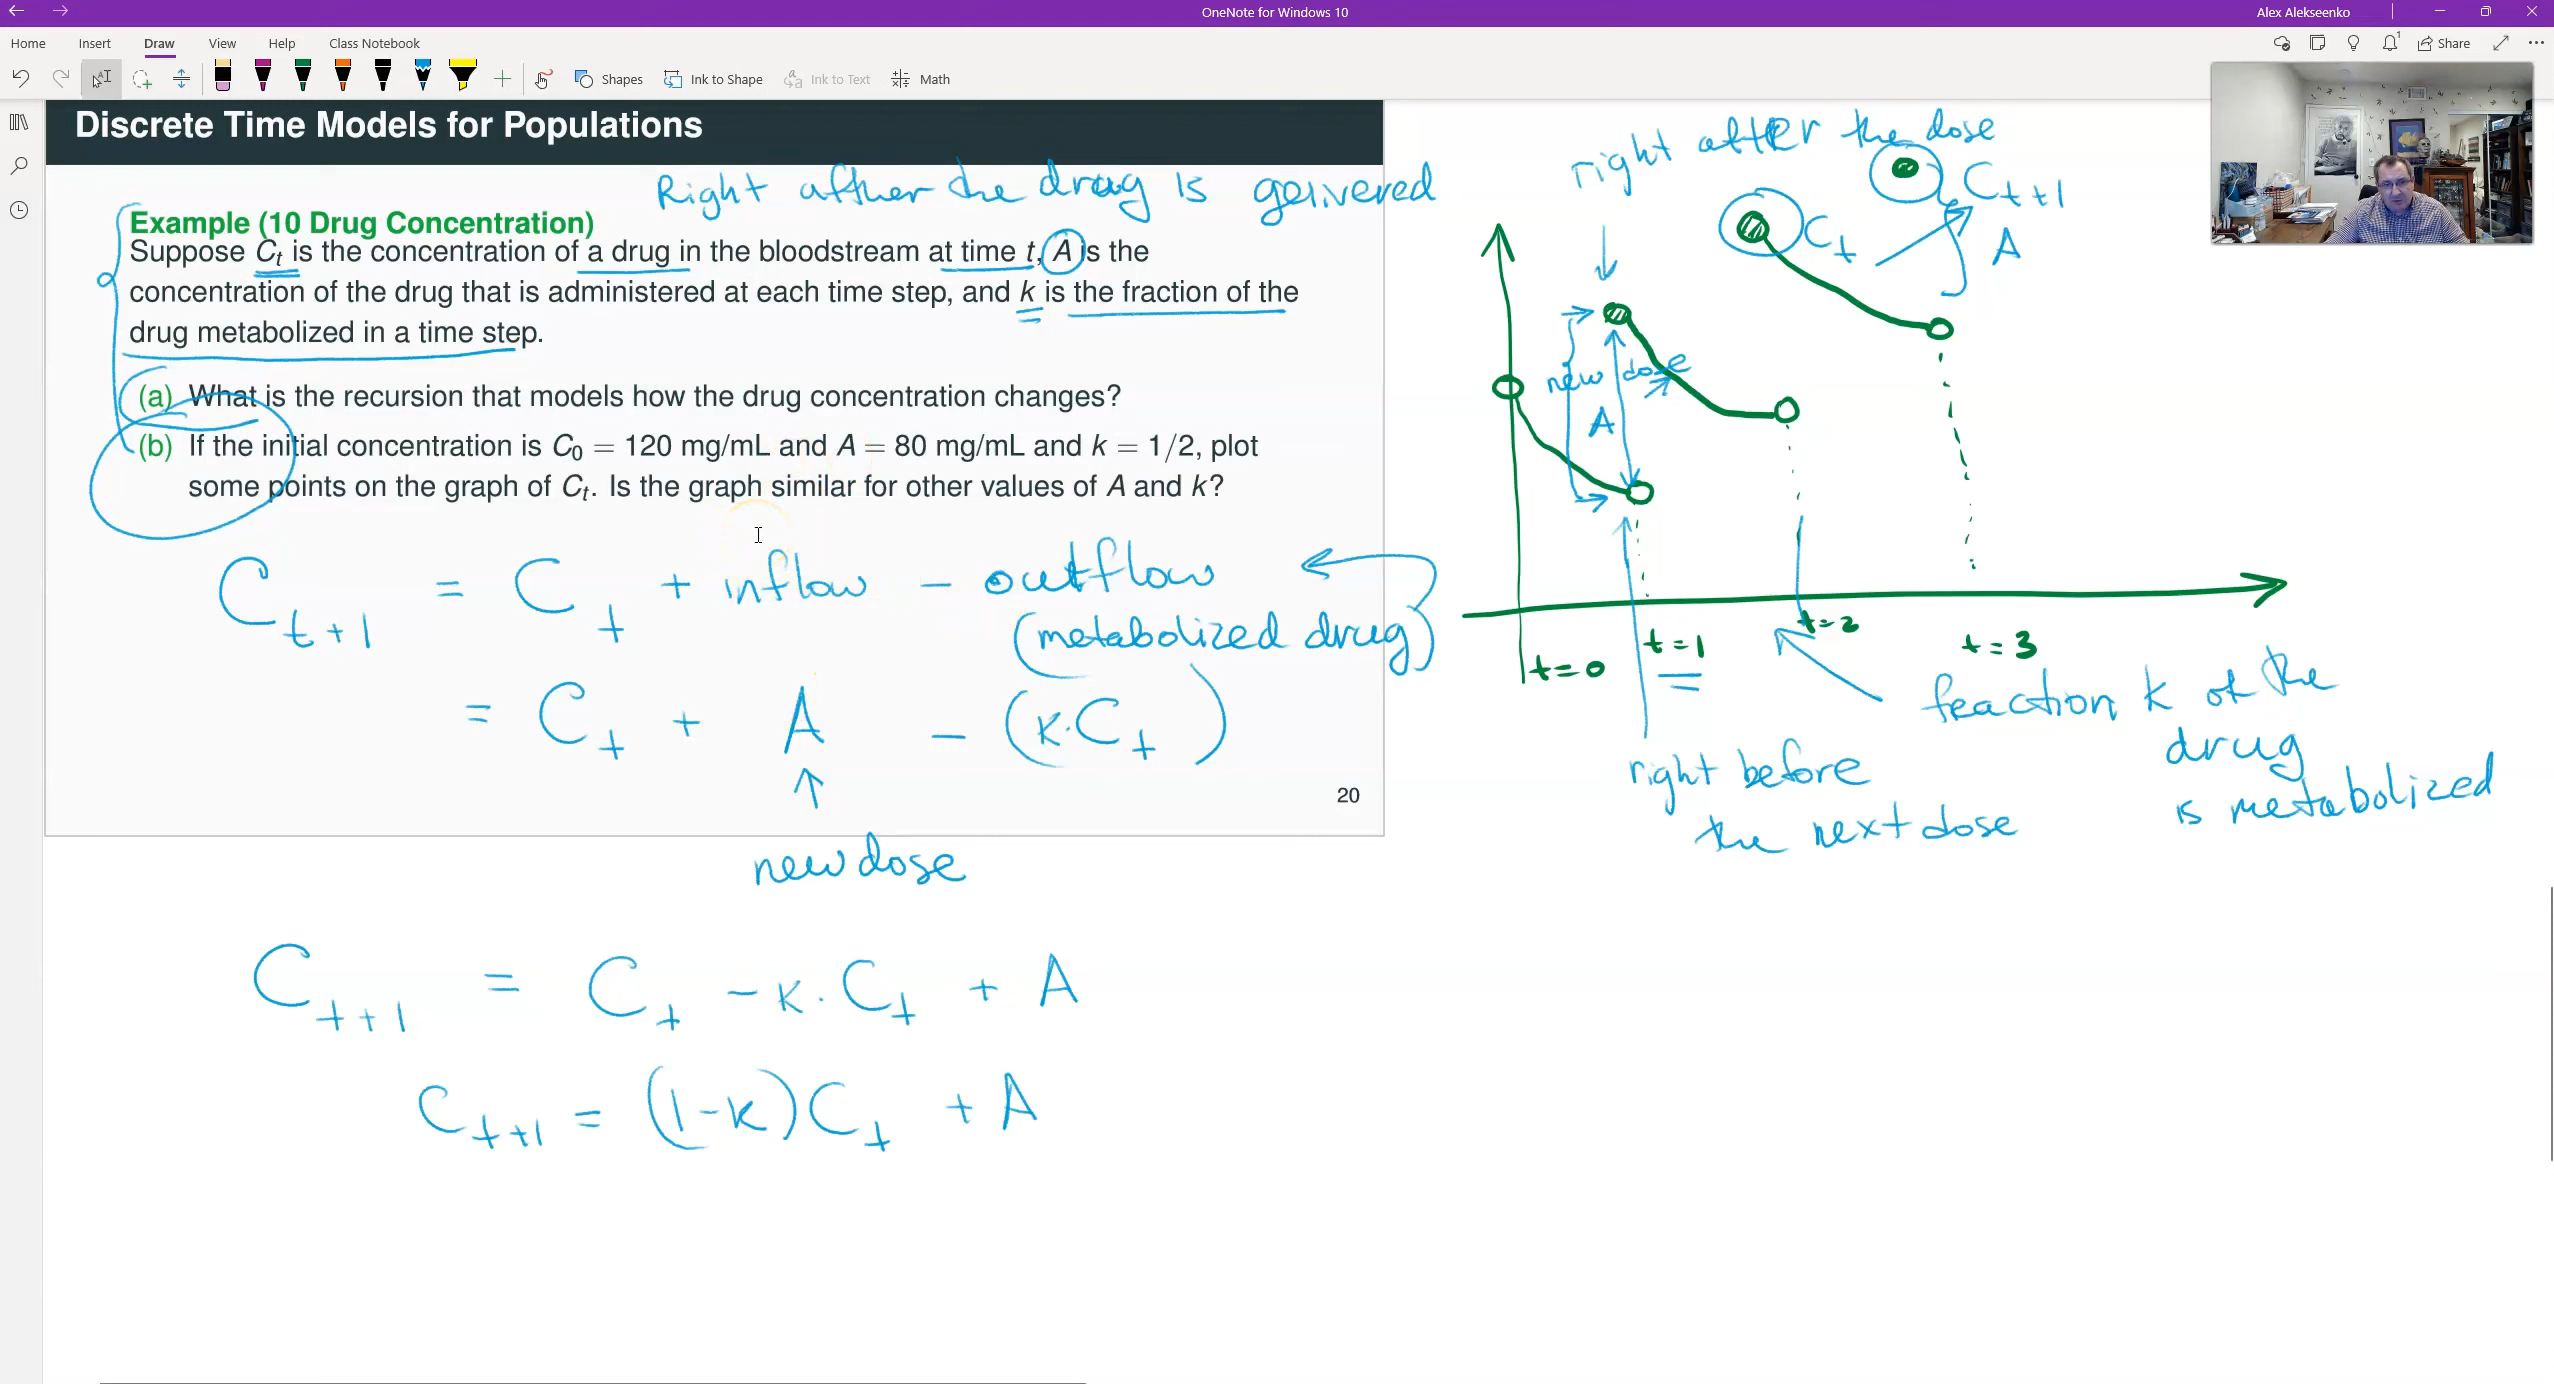 OneNote for Windows 10
Alex Alekseenko
Home Insert Draw View Help Class Notebook
Share
Shapes Ink to Shape Ink to Text Math
Discrete Time Models for Populations
Right after the drug is gerivered
Example (10 Drug Concentration)
Suppose Ct is the concentration of a drug in the bloodstream at time t, A is the
concentration of the drug that is administered at each time step, and k is the fraction of the
drug metabolized in a time step.
(a) What is the recursion that models how the drug concentration changes?
(b) If the initial concentration is C0 = 120 mg/mL and A = 80 mg/mL and k = 1/2, plot
some points on the graph of Ct. Is the graph similar for other values of A and k?
Ct+1 = Ct + inflow − outflow
(metabolized drug)
= Ct + A − (k·Ct)
20
new dose
Ct+1 = Ct − k·Ct + A
Ct+1 = (1−k)Ct + A
right after the dose
Ct+1
Ct
A
new dose
A
t=0
t=1
t=2
t=3
right before
the next dose
fraction k of the
drug
is metabolized